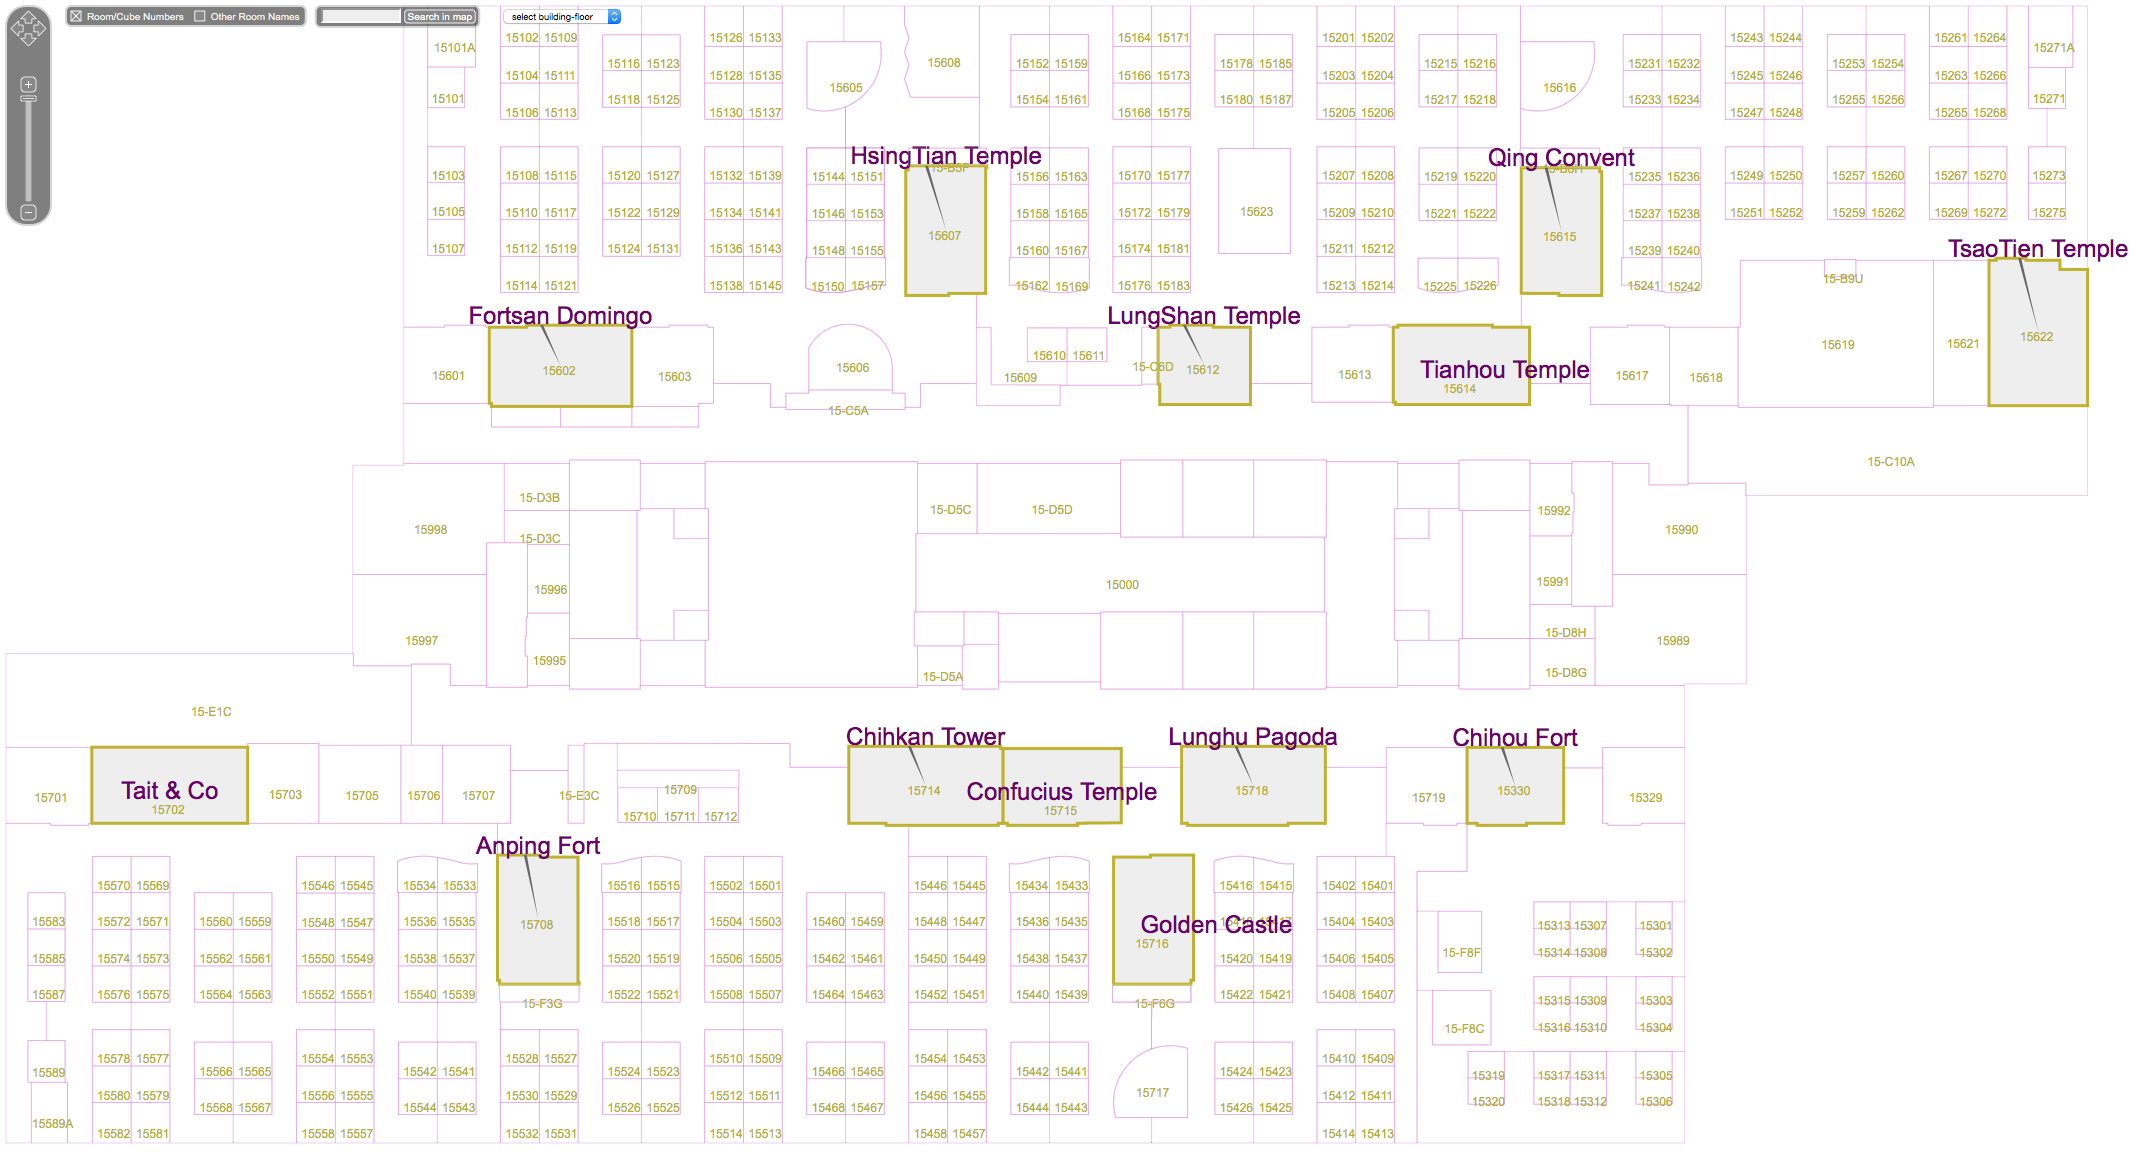 Room/Cube Numbers Other Room Names Search in map select building-floor
15101A 15102 15109 15126 15133 15164 15171 15201 15202 15243 15244 15261 15264 15271A
15116 15123 15608 15152 15159 15178 15185 15215 15216 15231 15232 15253 15254
15104 15111 15128 15135 15605 15166 15173 15203 15204 15616 15245 15246 15263 15266
15101 15118 15125 15154 15161 15180 15187 15217 15218 15233 15234 15255 15256 15271
15106 15113 15130 15137 15168 15175 15205 15206 15247 15248 15265 15268
HsingTian Temple Qing Convent
15-B5F
15103 15108 15115 15120 15127 15132 15139 15144 15151 15156 15163 15170 15177 15207 15208 15219 15220 15235 15236 15249 15250 15257 15260 15267 15270 15273
15105 15110 15117 15122 15129 15134 15141 15146 15153 15158 15165 15172 15179 15623 15209 15210 15221 15222 15237 15238 15251 15252 15259 15262 15269 15272 15275
15607 15615
15107 15112 15119 15124 15131 15136 15143 15148 15155 15160 15167 15174 15181 15211 15212 15239 15240
TsaoTien Temple
15-B9U
15114 15121 15138 15145 15150 15157 15162 15169 15176 15183 15213 15214 15225 15226 15241 15242
Fortsan Domingo LungShan Temple
15622
15610 15611 15619 15621
15601 15602 15603 15606 15609 15-C6D 15612 15613 Tianhou Temple 15617 15618
15614
15-C5A
15-C10A
15-D3B 15-D5C 15-D5D 15992
15998 15990
15-D3C
15996 15000 15991
15997 15-D8H 15989
15995 15-D5A 15-D8G
15-E1C
Chihkan Tower Lunghu Pagoda Chihou Fort
15701 Tait & Co 15703 15705 15706 15707 15-E3C 15709 15714 Confucius Temple 15718 15719 15330 15329
15702 15710 15711 15712 15715
Anping Fort
15570 15569 15546 15545 15534 15533 15516 15515 15502 15501 15446 15445 15434 15433 15416 15415 15402 15401
15583 15572 15571 15560 15559 15548 15547 15536 15535 15708 15518 15517 15504 15503 15460 15459 15448 15447 15436 15435 Golden Castle 15404 15403 15313 15307 15301
15716
15585 15574 15573 15562 15561 15550 15549 15538 15537 15520 15519 15506 15505 15462 15461 15450 15449 15438 15437 15420 15419 15406 15405 15-F8F 15314 15308 15302
15587 15576 15575 15564 15563 15552 15551 15540 15539 15-F3G 15522 15521 15508 15507 15464 15463 15452 15451 15440 15439 15-F6G 15422 15421 15408 15407 15315 15309 15303
15-F8C 15316 15310 15304
15589 15578 15577 15566 15565 15554 15553 15542 15541 15528 15527 15524 15523 15510 15509 15466 15465 15454 15453 15442 15441 15424 15423 15410 15409 15319 15317 15311 15305
15580 15579 15568 15567 15556 15555 15544 15543 15530 15529 15526 15525 15512 15511 15468 15467 15456 15455 15444 15443 15717 15426 15425 15412 15411 15320 15318 15312 15306
15589A 15582 15581 15558 15557 15532 15531 15514 15513 15458 15457 15414 15413